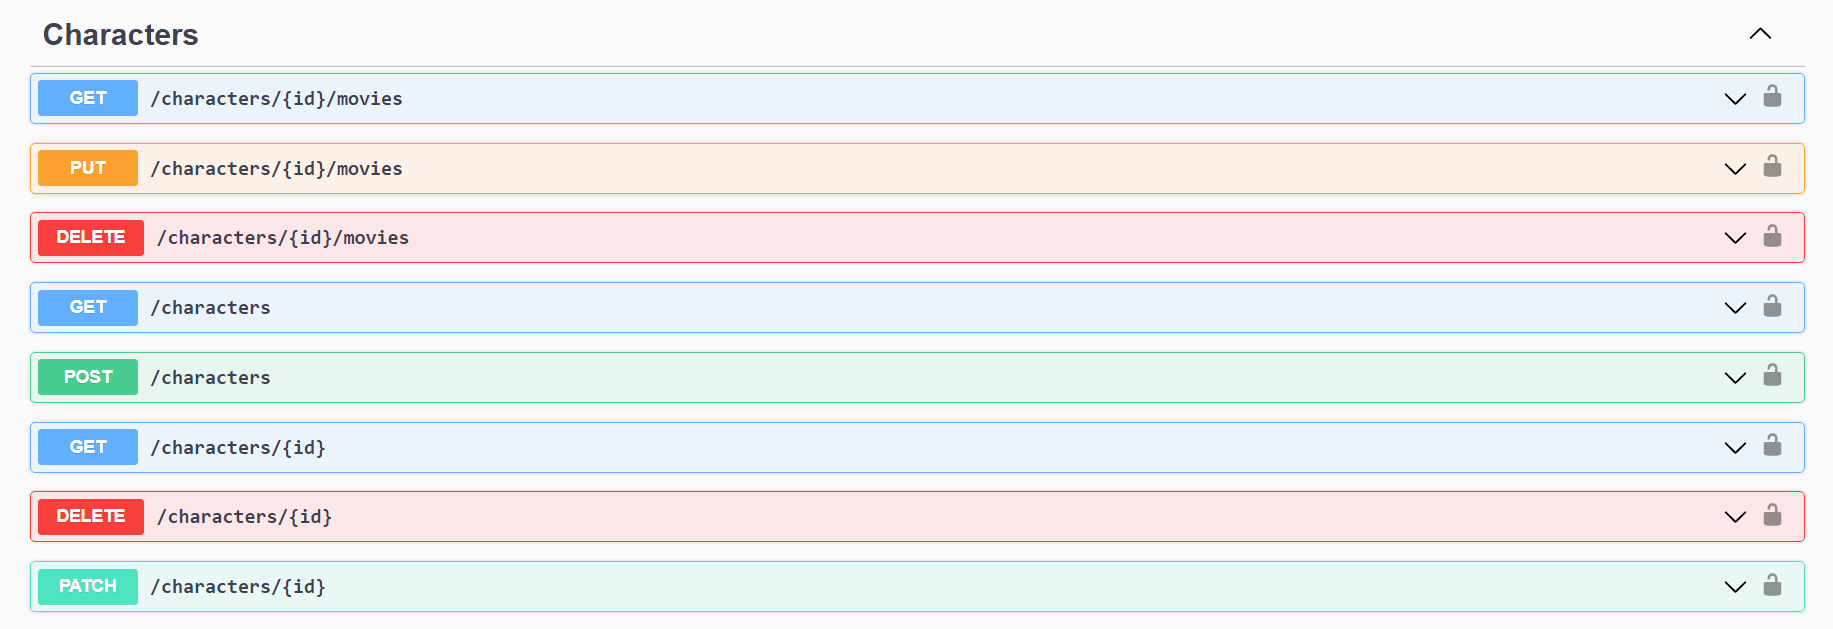 Characters
GET /characters/{id}/movies
PUT /characters/{id}/movies
DELETE /characters/{id}/movies
GET /characters
POST /characters
GET /characters/{id}
DELETE /characters/{id}
PATCH /characters/{id}